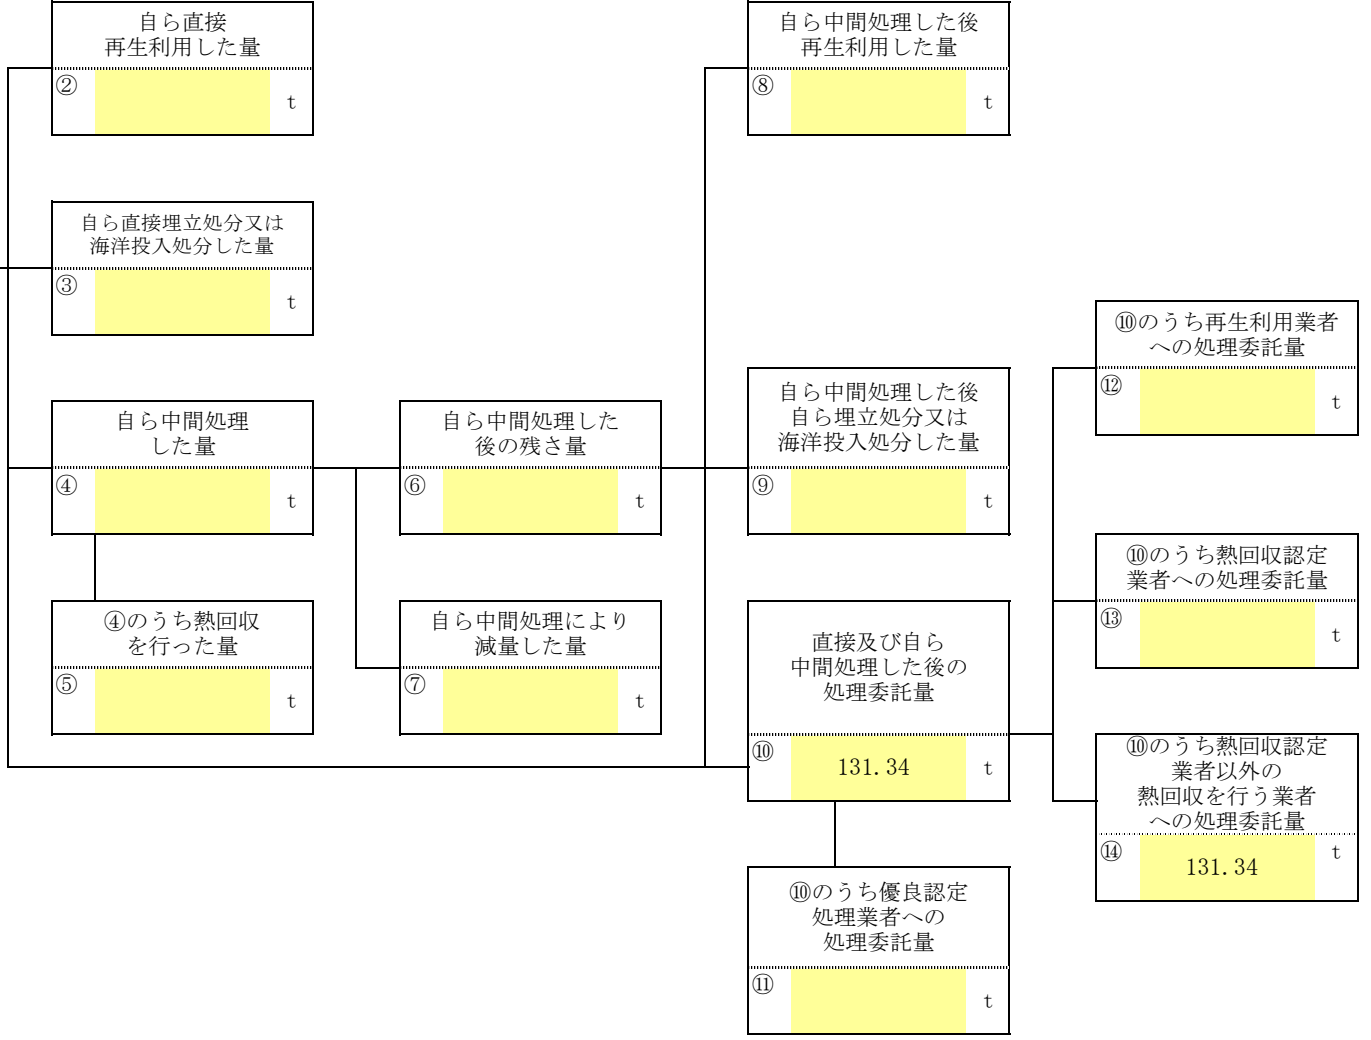 自ら直接
再生利用した量
②
t
自ら中間処理した後
再生利用した量
⑧
t
自ら直接埋立処分又は
海洋投入処分した量
③
t
⑩のうち再生利用業者
への処理委託量
⑫
t
自ら中間処理
した量
④
t
自ら中間処理した
後の残さ量
⑥
t
自ら中間処理した後
自ら埋立処分又は
海洋投入処分した量
⑨
t
⑩のうち熱回収認定
業者への処理委託量
⑬
t
④のうち熱回収
を行った量
⑤
t
自ら中間処理により
減量した量
⑦
t
直接及び自ら
中間処理した後の
処理委託量
⑩ 131.34 t
⑩のうち熱回収認定
業者以外の
熱回収を行う業者
への処理委託量
⑭ 131.34 t
⑩のうち優良認定
処理業者への
処理委託量
⑪
t